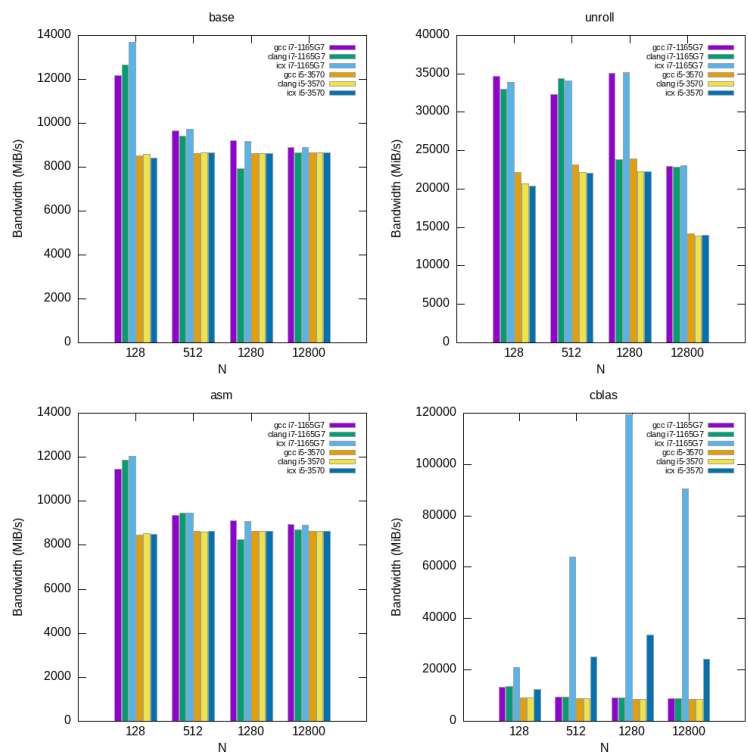 base
14000
12000
10000
8000
6000
4000
2000
0
Bandwidth (MiB/s)
gcc i7-1165G7
clang i7-1165G7
icx i7-1165G7
gcc i5-3570
clang i5-3570
icx i5-3570
128 512 1280 12800
N
unroll
40000
35000
30000
25000
20000
15000
10000
5000
0
Bandwidth (MiB/s)
gcc i7-1165G7
clang i7-1165G7
icx i7-1165G7
gcc i5-3570
clang i5-3570
icx i5-3570
128 512 1280 12800
N
asm
14000
12000
10000
8000
6000
4000
2000
0
Bandwidth (MiB/s)
gcc i7-1165G7
clang i7-1165G7
icx i7-1165G7
gcc i5-3570
clang i5-3570
icx i5-3570
128 512 1280 12800
N
cblas
120000
100000
80000
60000
40000
20000
0
Bandwidth (MiB/s)
gcc i7-1165G7
clang i7-1165G7
icx i7-1165G7
gcc i5-3570
clang i5-3570
icx i5-3570
128 512 1280 12800
N